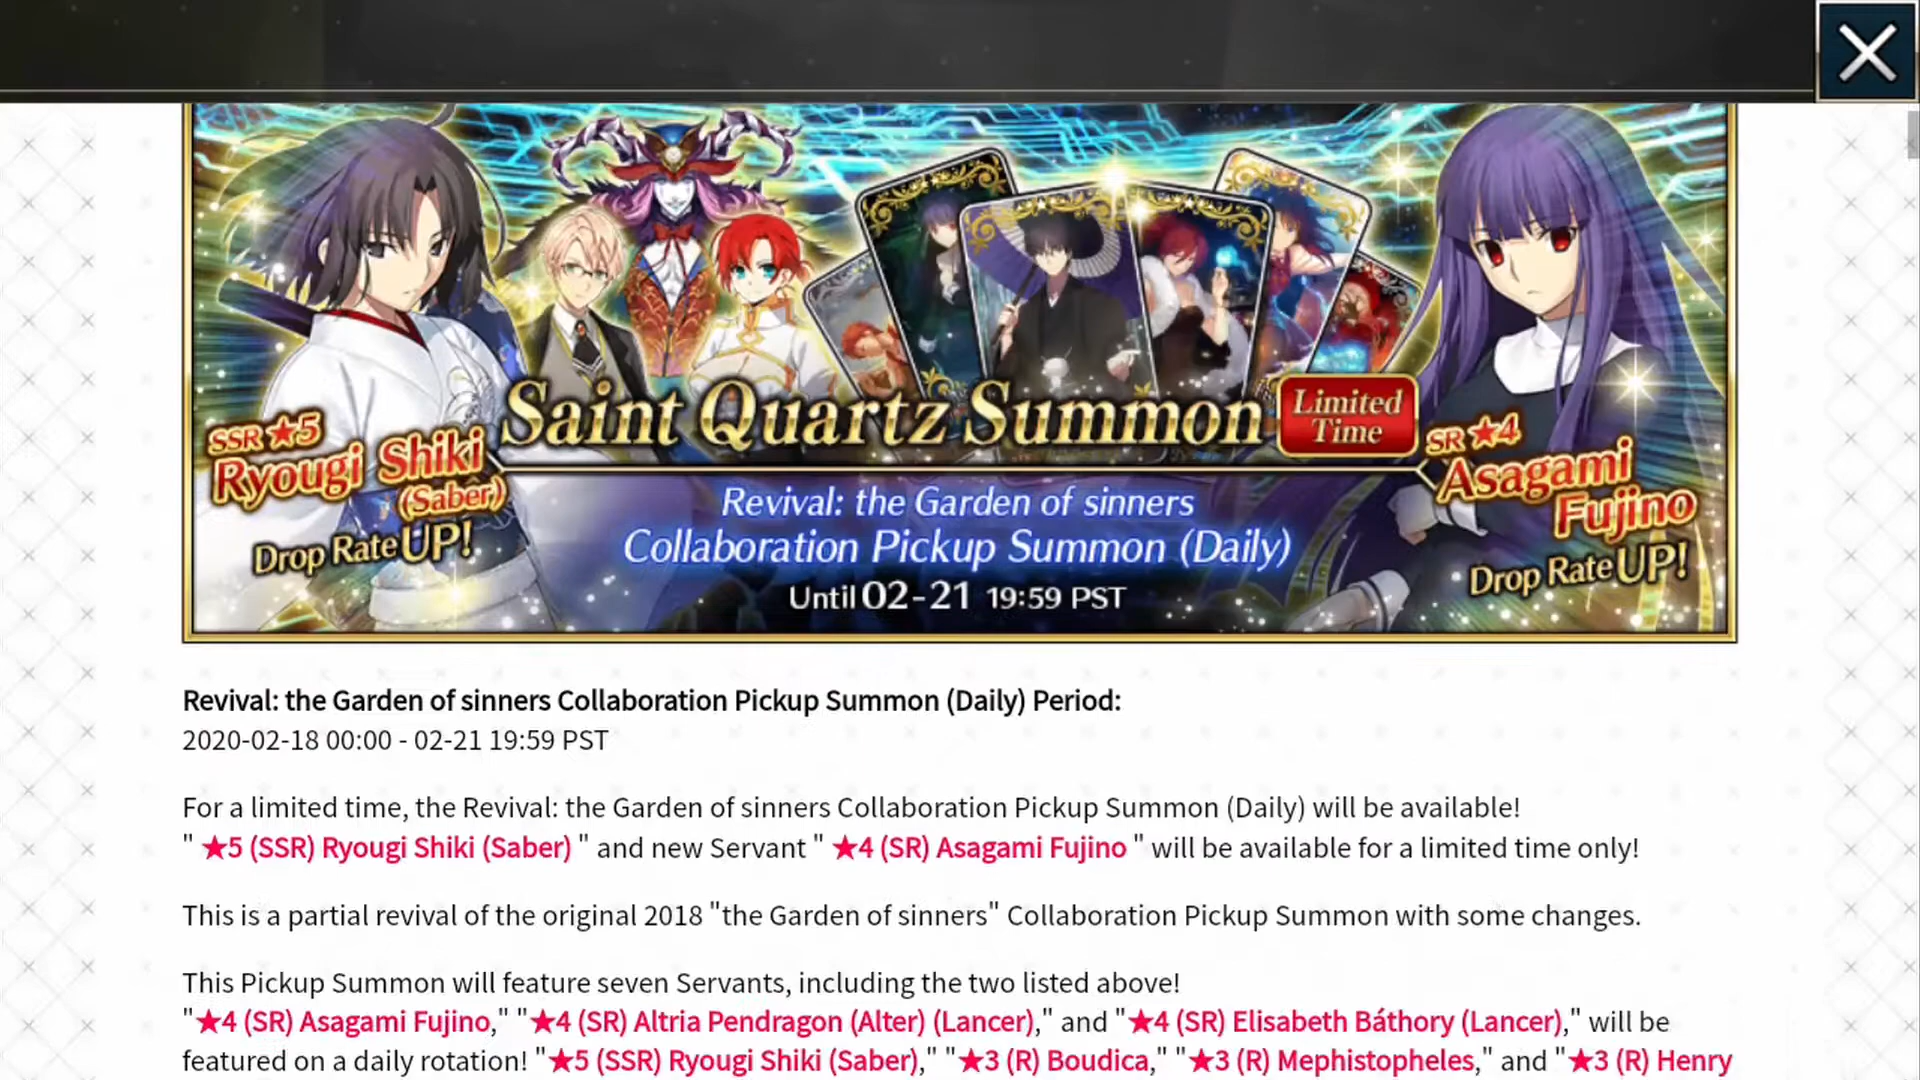 SSR ★5
Ryougi Shiki
(Saber)
Drop Rate UP!
Saint Quartz Summon
Limited
Time
Revival: the Garden of sinners
Collaboration Pickup Summon (Daily)
Until 02-21 19:59 PST
SR ★4
Asagami
Fujino
Drop Rate UP!
Revival: the Garden of sinners Collaboration Pickup Summon (Daily) Period:
2020-02-18 00:00 - 02-21 19:59 PST
For a limited time, the Revival: the Garden of sinners Collaboration Pickup Summon (Daily) will be available!
" ★5 (SSR) Ryougi Shiki (Saber) " and new Servant " ★4 (SR) Asagami Fujino " will be available for a limited time only!
This is a partial revival of the original 2018 "the Garden of sinners" Collaboration Pickup Summon with some changes.
This Pickup Summon will feature seven Servants, including the two listed above!
"★4 (SR) Asagami Fujino," "★4 (SR) Altria Pendragon (Alter) (Lancer)," and "★4 (SR) Elisabeth Báthory (Lancer)," will be
featured on a daily rotation! "★5 (SSR) Ryougi Shiki (Saber)," "★3 (R) Boudica," "★3 (R) Mephistopheles," and "★3 (R) Henry